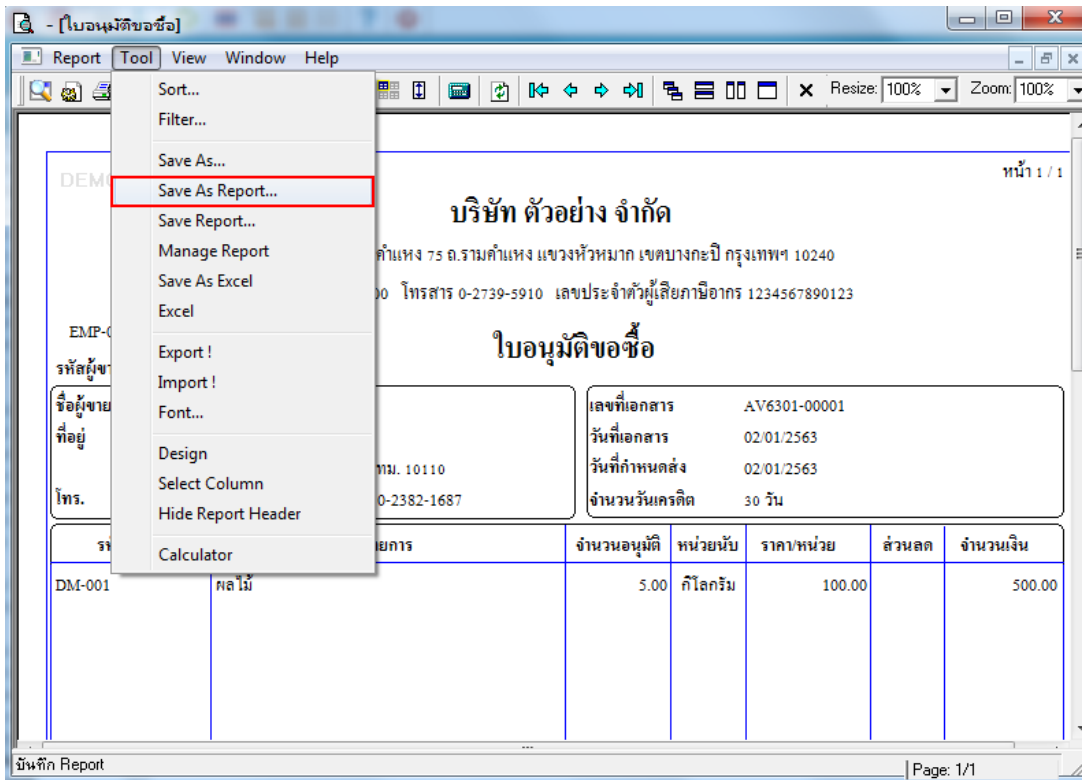 - [ใบอนุมัติขอซื้อ]
Report Tool View Window Help
Resize: 100% Zoom: 100%
Sort...
Filter...
Save As...
Save As Report...
Save Report...
Manage Report
Save As Excel
Excel
Export !
Import !
Font...
Design
Select Column
Hide Report Header
Calculator
หน้า 1 / 1
บริษัท ตัวอย่าง จำกัด
คำแหง 75 ถ.รามคำแหง แขวงหัวหมาก เขตบางกะปิ กรุงเทพฯ 10240
โทรสาร 0-2739-5910 เลขประจำตัวผู้เสียภาษีอากร 1234567890123
ใบอนุมัติขอซื้อ
รหัสผู้ขา
ชื่อผู้ขาย
ที่อยู่
กทม. 10110
โทร. 0-2382-1687
เลขที่เอกสาร AV6301-00001
วันที่เอกสาร 02/01/2563
วันที่กำหนดส่ง 02/01/2563
จำนวนวันเครดิต 30 วัน
จำนวนอนุมัติ หน่วยนับ ราคา/หน่วย ส่วนลด จำนวนเงิน
DM-001 ผลไม้ 5.00 กิโลกรัม 100.00 500.00
บันทึก Report Page: 1/1